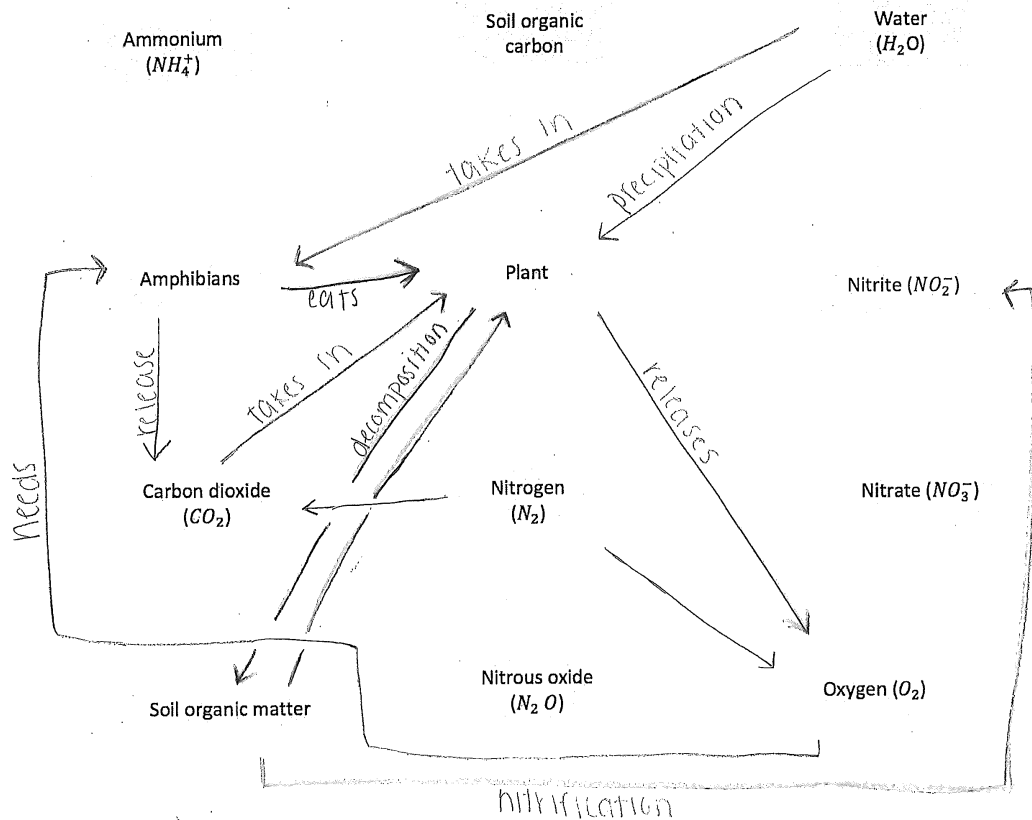 Ammonium
(NH₄⁺)
Soil organic
carbon
Water
(H₂O)
takes in
precipitation
Amphibians
eats
Plant
Nitrite (NO₂⁻)
release
takes in
decomposition
releases
needs
Carbon dioxide
(CO₂)
Nitrogen
(N₂)
Nitrate (NO₃⁻)
Soil organic matter
Nitrous oxide
(N₂ O)
Oxygen (O₂)
nitrification